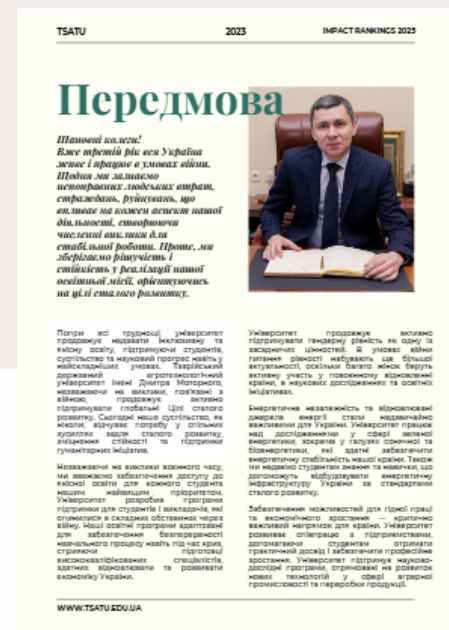 TSATU
2023
IMPACT RANKINGS 2025
Передмова
Шановні колеги!
Вже третій рік вся Україна
живе і працює в умовах війни.
Щодня ми зазнаємо
непоправних людських втрат,
страждань, руйнувань, що
впливає на кожен аспект нашої
діяльності, створюючи
численні виклики для
стабільної роботи. Проте, ми
зберігаємо рішучість і
стійкість у реалізації нашої
освітньої місії, орієнтуючись
на цілі сталого розвитку.
Попри всі труднощі, університет
продовжує надавати інклюзивну та
якісну освіту, підтримуючи студентів,
суспільство та науковий прогрес навіть у
найскладніших умовах. Таврійський
державний агротехнологічний
університет імені Дмитра Моторного,
незважаючи на виклики, пов'язані з
війною, продовжує активно
підтримувати глобальні Цілі сталого
розвитку. Сьогодні наше суспільство, як
ніколи, відчуває потребу у спільних
зусиллях задля сталого розвитку,
зміцнення стійкості та підтримки
гуманітарних ініціатив.
Незважаючи на виклики воєнного часу,
ми вважаємо забезпечення доступу до
якісної освіти для кожного студента
нашим найвищим пріоритетом.
Університет розробив програми
підтримки для студентів і викладачів, які
опинилися в складних обставинах через
війну. Наші освітні програми адаптовані
для забезпечення безперервності
навчального процесу навіть під час криз,
сприяючи підготовці
висококваліфікованих спеціалістів,
здатних відновлювати та розвивати
економіку України.
Університет продовжує активно
підтримувати гендерну рівність як одну із
засадничих цінностей. В умовах війни
питання рівності набувають ще більшої
актуальності, оскільки багато жінок беруть
активну участь у повоєнному відновленні
країни, в наукових дослідженнях та освітніх
ініціативах.
Енергетична незалежність та відновлювані
джерела енергії стали надзвичайно
важливими для України. Університет працює
над дослідженнями у сфері зеленої
енергетики, зокрема у галузях сонячної та
біоенергетики, які здатні забезпечити
енергетичну стабільність нашої країни. Також
ми надаємо студентам знання та навички, що
допоможуть відбудовувати енергетичну
інфраструктуру України за стандартами
сталого розвитку.
Забезпечення можливостей для гідної праці
та економічного зростання — критично
важливий напрямок для країни. Університет
розвиває співпрацю з підприємствами,
допомагаючи студентам отримати
практичний досвід і забезпечити професійне
зростання. Університет підтримує науково-
дослідні програми, спрямовані на розвиток
нових технологій у сфері аграрної
промисловості та переробки продукції.
WWW.TSATU.EDU.UA